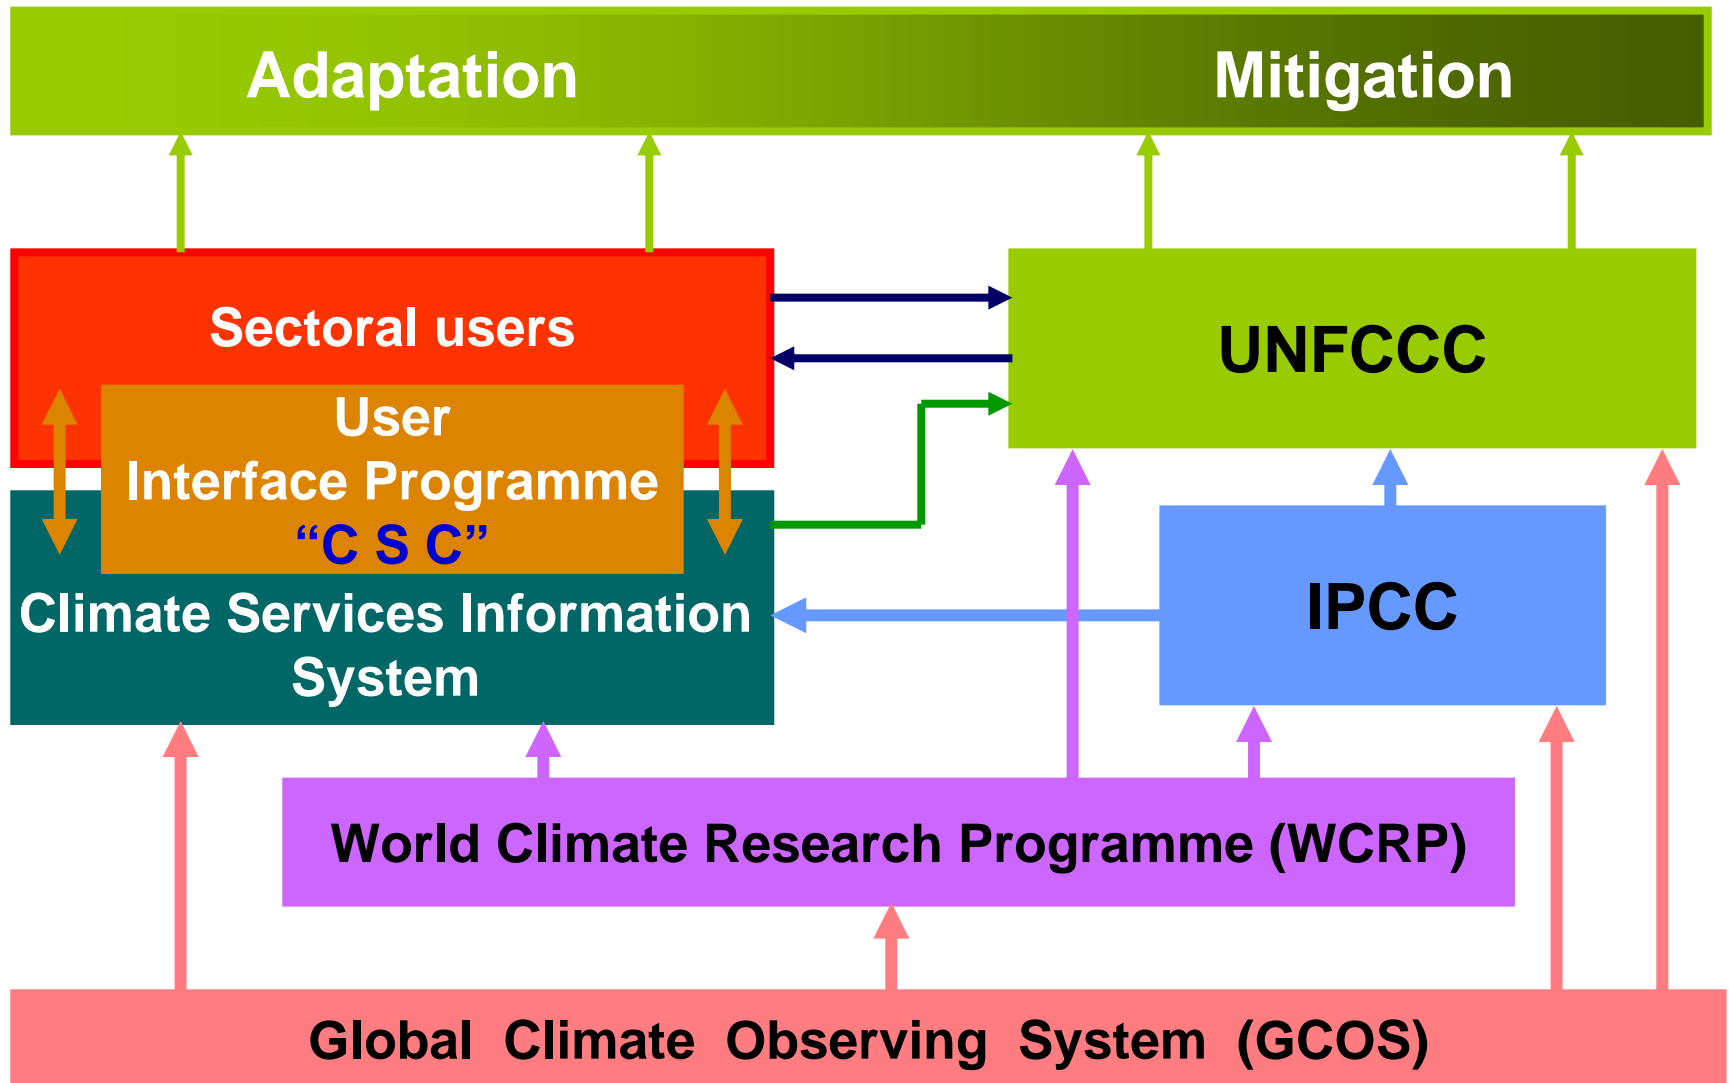 Adaptation
Mitigation
Sectoral users
UNFCCC
User
Interface Programme
“C S C”
Climate Services Information
System
IPCC
World Climate Research Programme (WCRP)
Global Climate Observing System (GCOS)